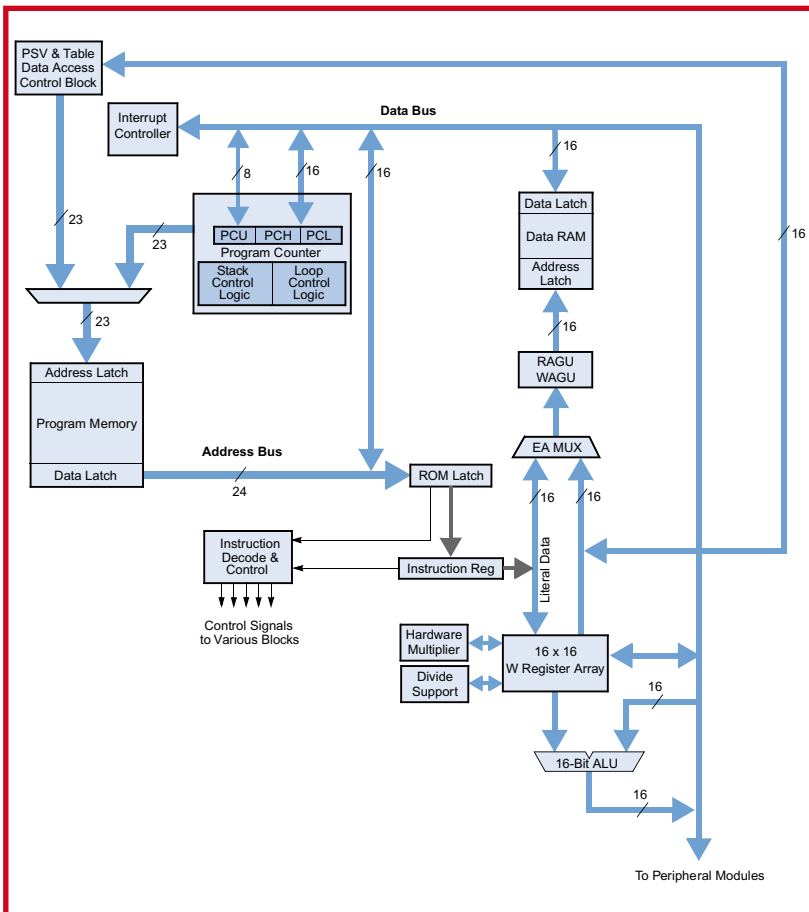 PSV & Table
Data Access
Control Block
Interrupt
Controller
Data Bus
8
16
16
16
16
23
23
PCU PCH PCL
Program Counter
Stack
Control
Logic
Loop
Control
Logic
Data Latch
Data RAM
Address
Latch
23
16
RAGU
WAGU
Address Latch
Program Memory
Data Latch
Address Bus
24
EA MUX
ROM Latch
16
16
Instruction
Decode &
Control
Instruction Reg
Literal Data
Control Signals
to Various Blocks
Hardware
Multiplier
Divide
Support
16 x 16
W Register Array
16
16-Bit ALU
16
To Peripheral Modules